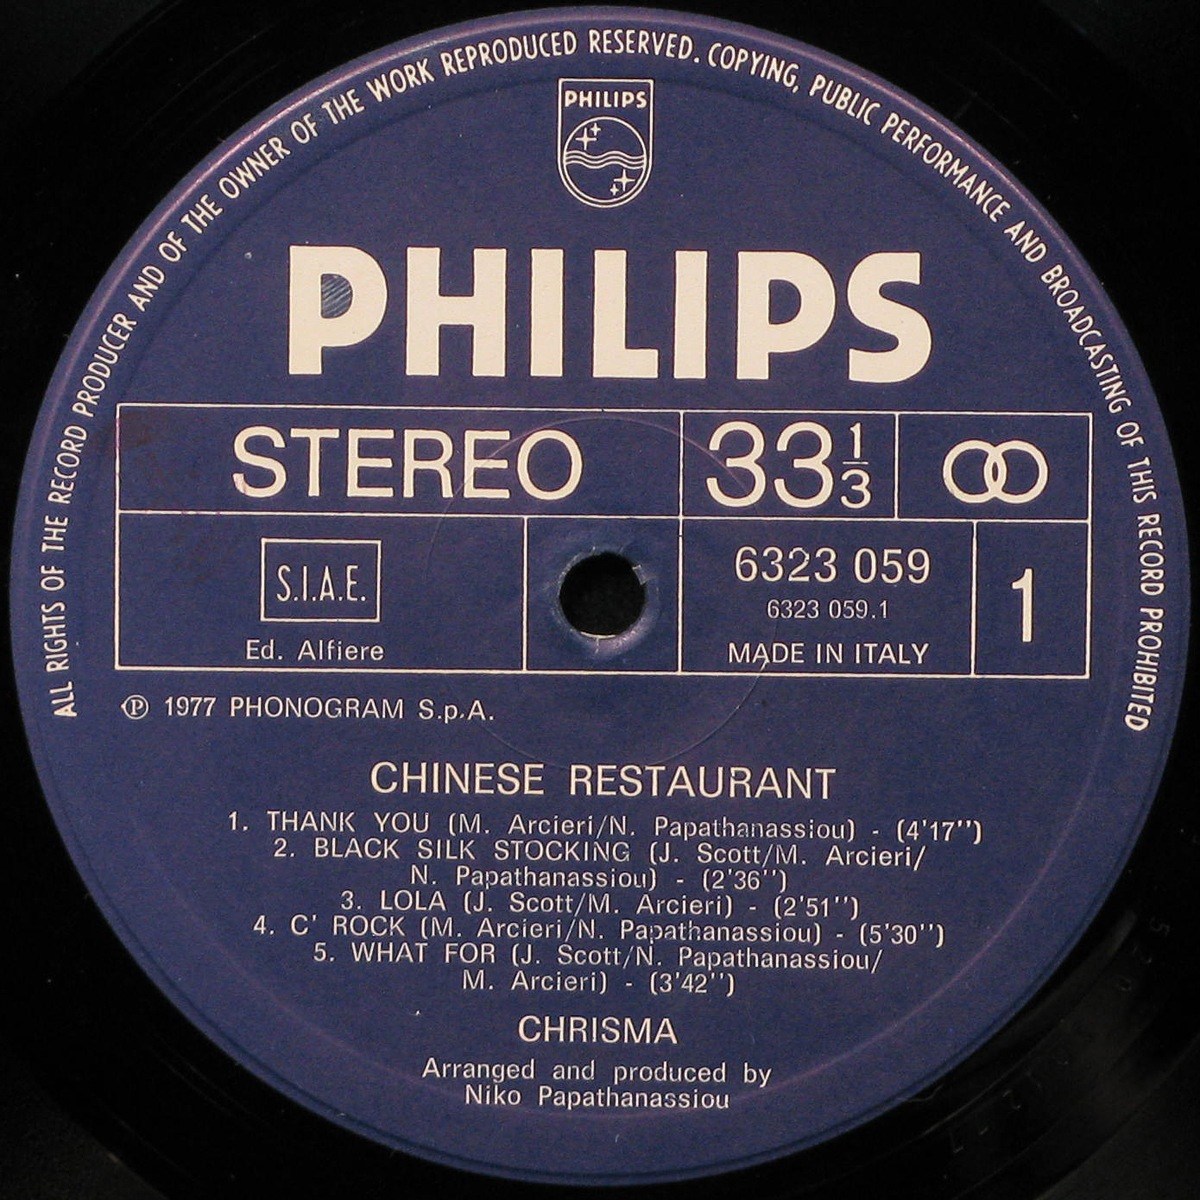 ALL RIGHTS OF THE RECORD PRODUCER AND OF THE OWNER OF THE WORK REPRODUCED RESERVED. COPYING, PUBLIC PERFORMANCE AND BROADCASTING OF THIS RECORD PROHIBITED
PHILIPS
PHILIPS
STEREO 33 1/3
S.I.A.E.
Ed. Alfiere
6323 059
6323 059.1
MADE IN ITALY
1
Ⓟ 1977 PHONOGRAM S.p.A.
CHINESE RESTAURANT
1. THANK YOU (M. Arcieri/N. Papathanassiou) - (4'17'')
2. BLACK SILK STOCKING (J. Scott/M. Arcieri/
N. Papathanassiou) - (2'36'')
3. LOLA (J. Scott/M. Arcieri) - (2'51'')
4. C' ROCK (M. Arcieri/N. Papathanassiou) - (5'30'')
5. WHAT FOR (J. Scott/N. Papathanassiou/
M. Arcieri) - (3'42'')
CHRISMA
Arranged and produced by
Niko Papathanassiou